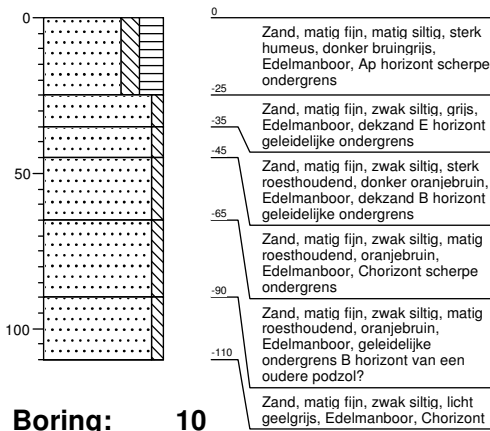 0
50
100
0
Zand, matig fijn, matig siltig, sterk
humeus, donker bruingrijs,
Edelmanboor, Ap horizont scherpe
ondergrens
-25
Zand, matig fijn, zwak siltig, grijs,
Edelmanboor, dekzand E horizont
geleidelijke ondergrens
-35
Zand, matig fijn, zwak siltig, sterk
roesthoudend, donker oranjebruin,
Edelmanboor, dekzand B horizont
geleidelijke ondergrens
-45
Zand, matig fijn, zwak siltig, matig
roesthoudend, oranjebruin,
Edelmanboor, Chorizont scherpe
ondergrens
-65
Zand, matig fijn, zwak siltig, matig
roesthoudend, oranjebruin,
Edelmanboor, geleidelijke
ondergrens B horizont van een
oudere podzol?
-90
Zand, matig fijn, zwak siltig, licht
geelgrijs, Edelmanboor, Chorizont
-110
Boring: 10